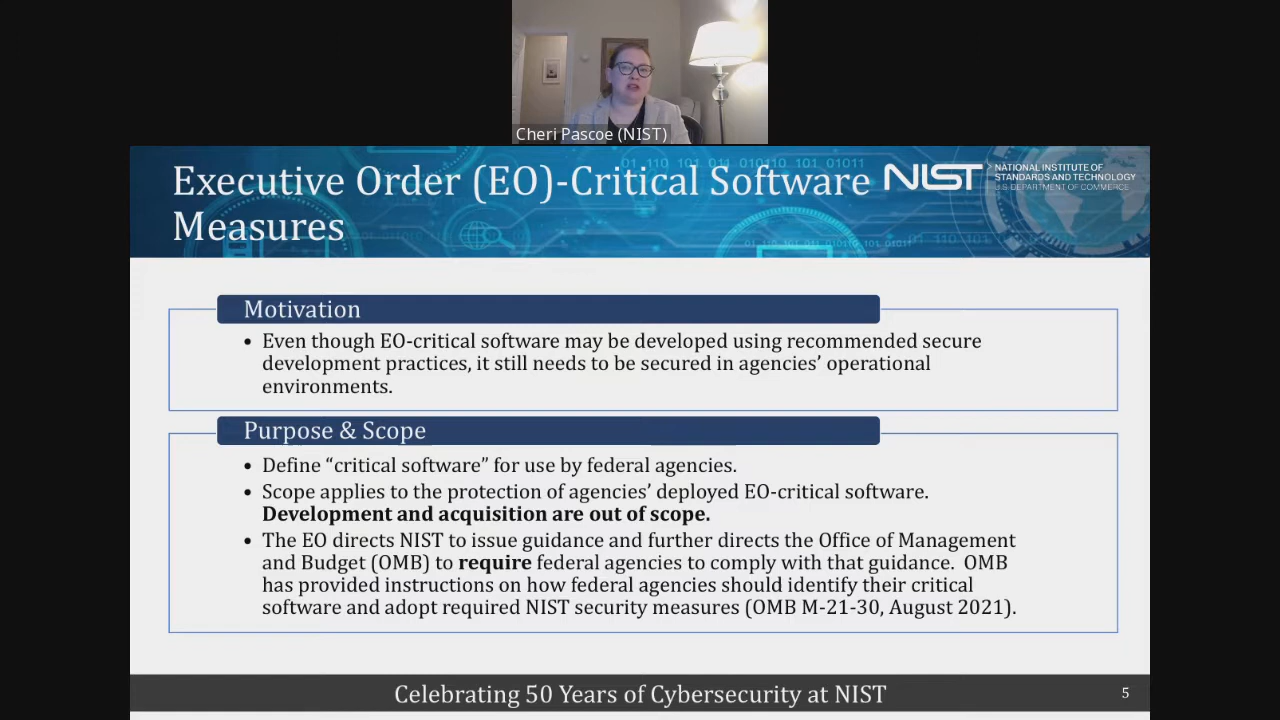 Cheri Pascoe (NIST)
Executive Order (EO)-Critical Software
Measures
NIST
NATIONAL INSTITUTE OF
STANDARDS AND TECHNOLOGY
U.S. DEPARTMENT OF COMMERCE
Motivation
• Even though EO-critical software may be developed using recommended secure
development practices, it still needs to be secured in agencies’ operational
environments.
Purpose & Scope
• Define “critical software” for use by federal agencies.
• Scope applies to the protection of agencies’ deployed EO-critical software.
Development and acquisition are out of scope.
• The EO directs NIST to issue guidance and further directs the Office of Management
and Budget (OMB) to require federal agencies to comply with that guidance.  OMB
has provided instructions on how federal agencies should identify their critical
software and adopt required NIST security measures (OMB M-21-30, August 2021).
Celebrating 50 Years of Cybersecurity at NIST
5